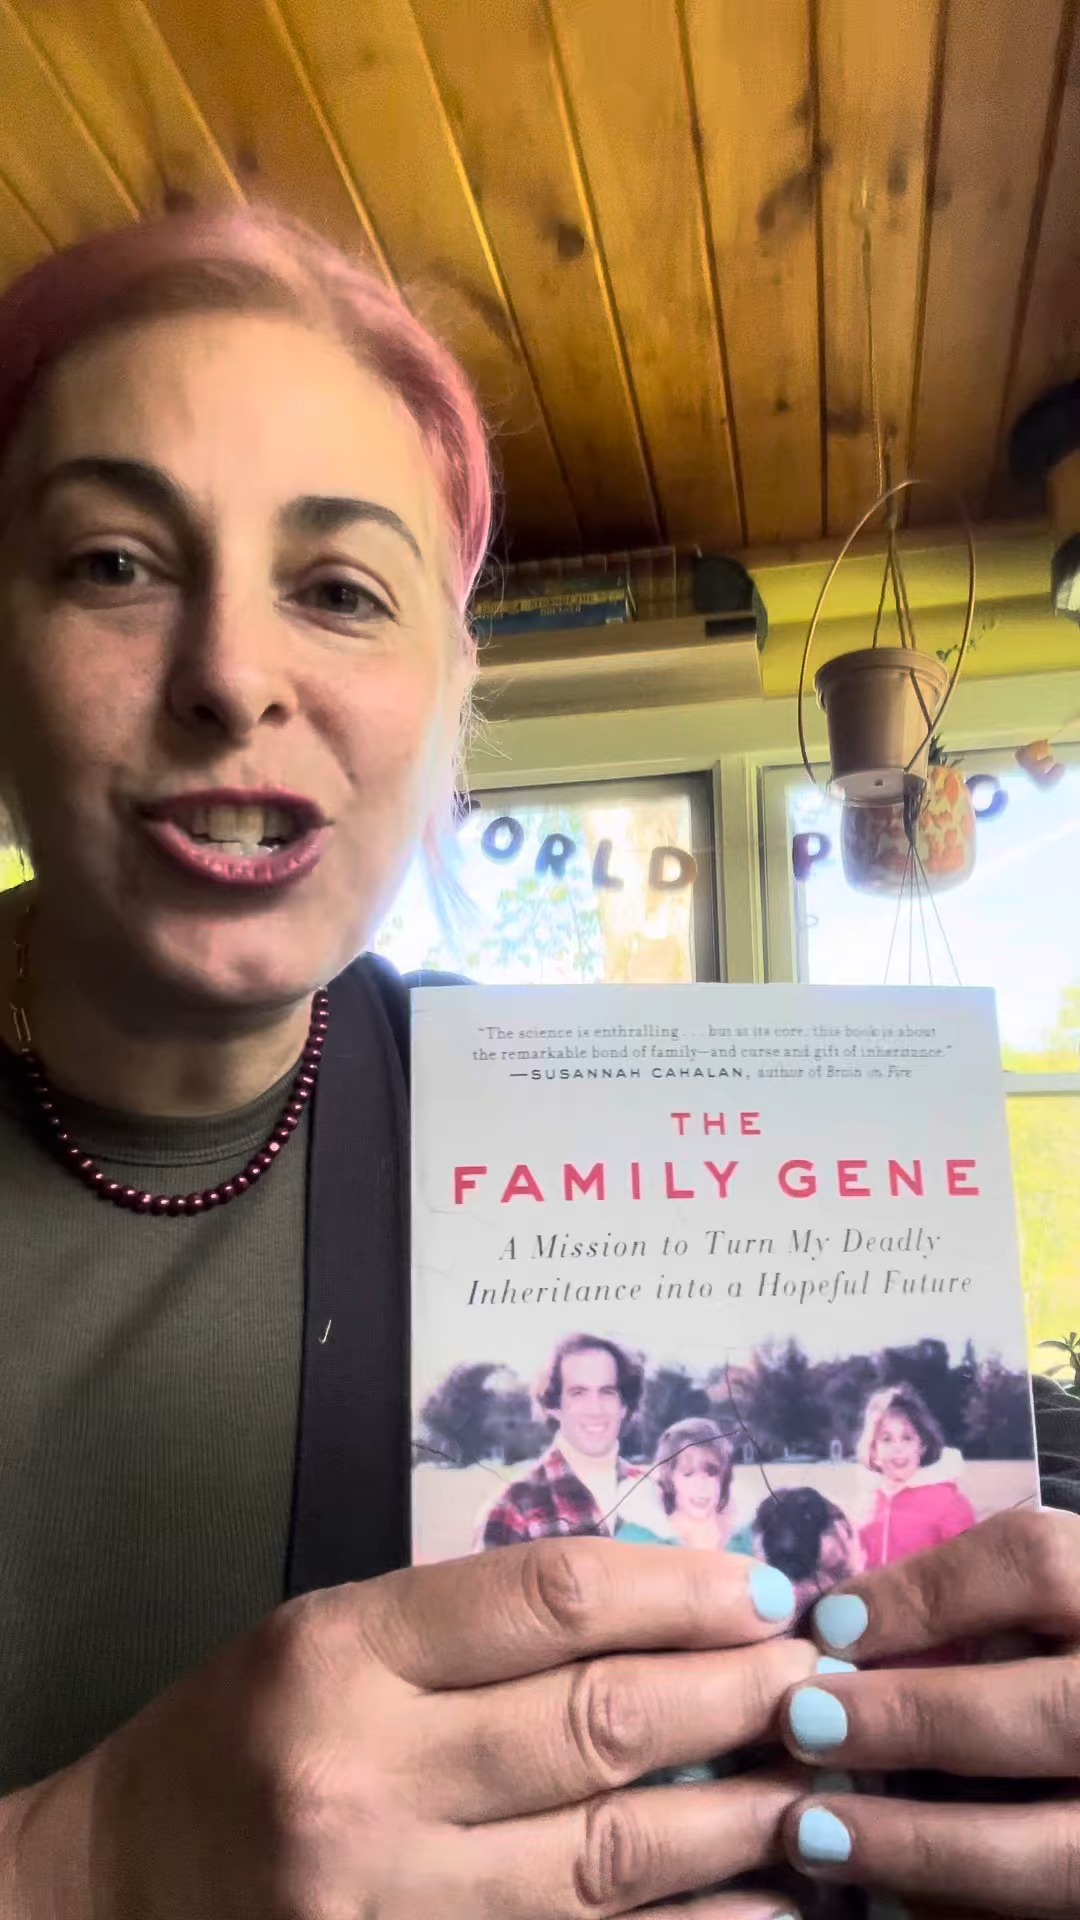 ORLD P
O
"The science is enthralling . . . but at its core, this book is about
the remarkable bond of family—and curse and gift of inheritance."
—SUSANNAH CAHALAN, author of Brain on Fire
THE
FAMILY GENE
A Mission to Turn My Deadly
Inheritance into a Hopeful Future